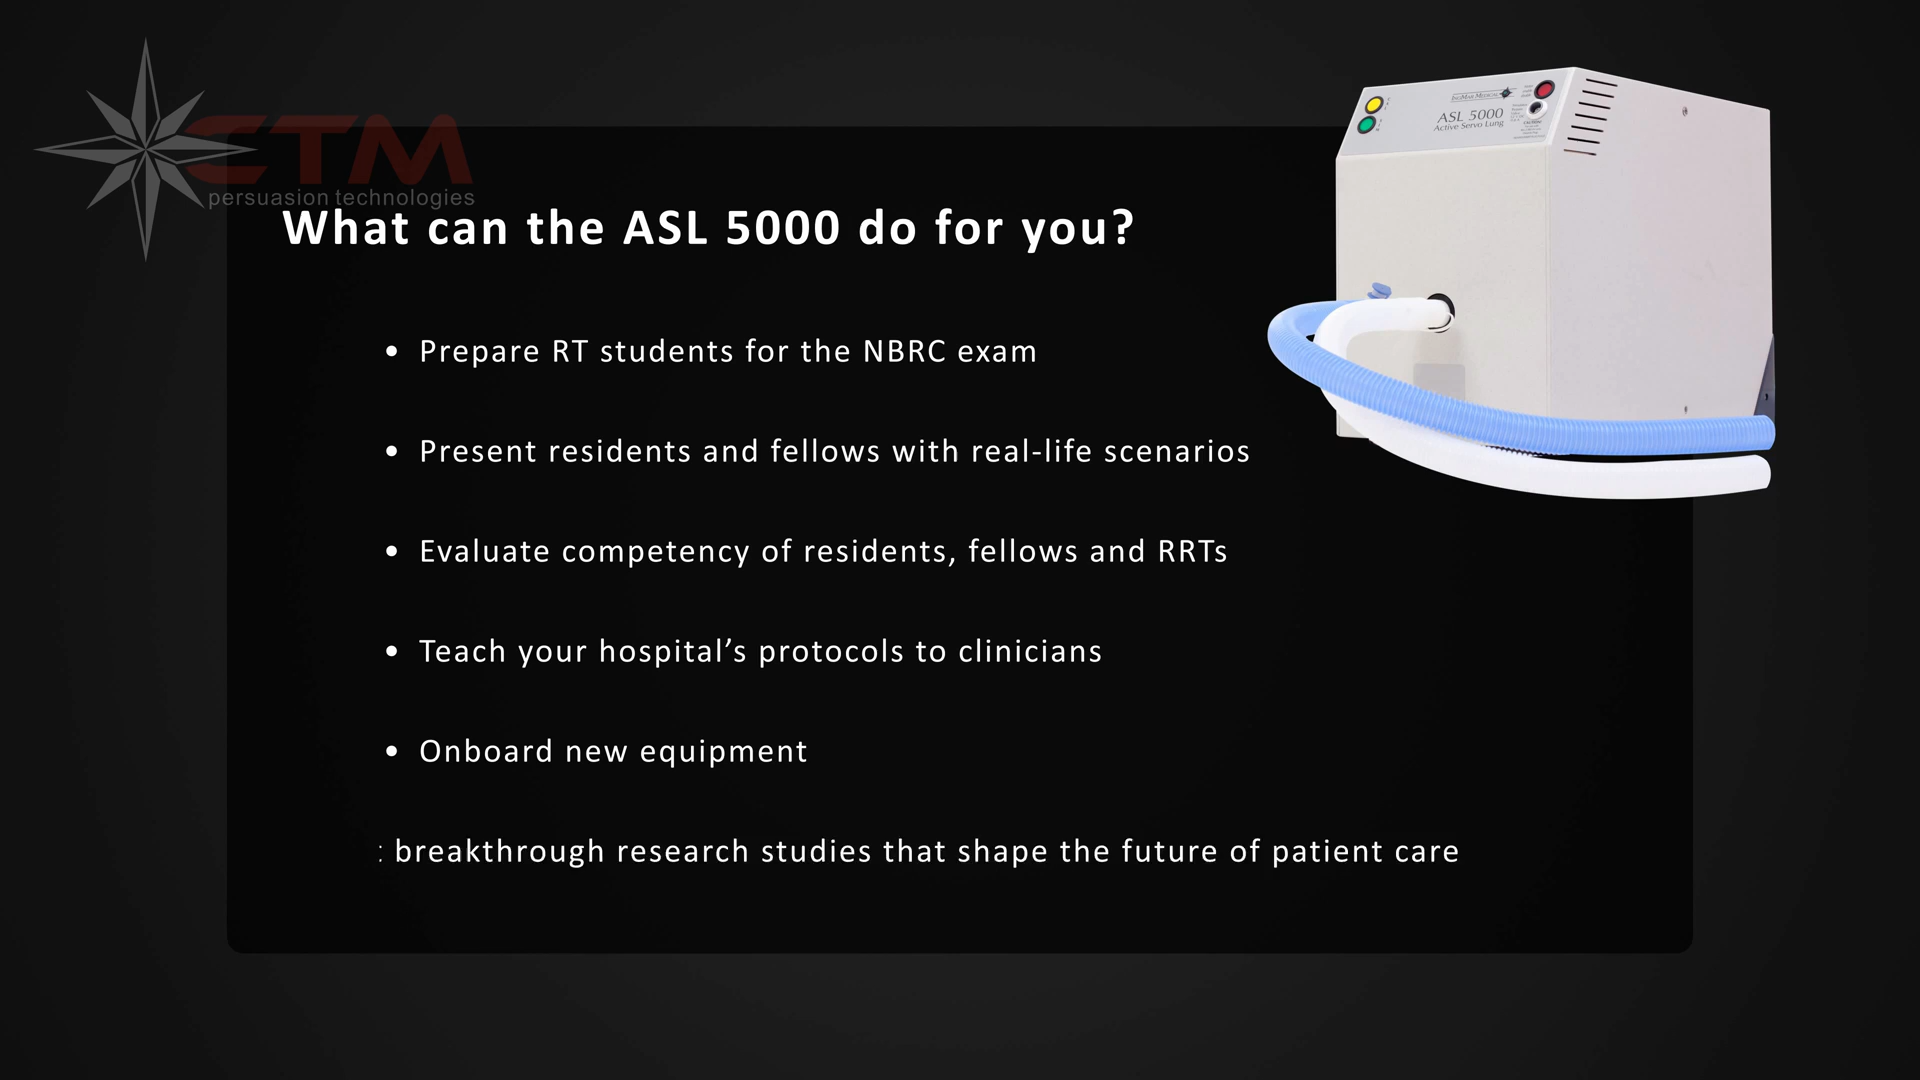 CTM
persuasion technologies
What can the ASL 5000 do for you?
• Prepare RT students for the NBRC exam
• Present residents and fellows with real-life scenarios
• Evaluate competency of residents, fellows and RRTs
• Teach your hospital’s protocols to clinicians
• Onboard new equipment
breakthrough research studies that shape the future of patient care
IngMar Medical
ASL 5000
Active Servo Lung